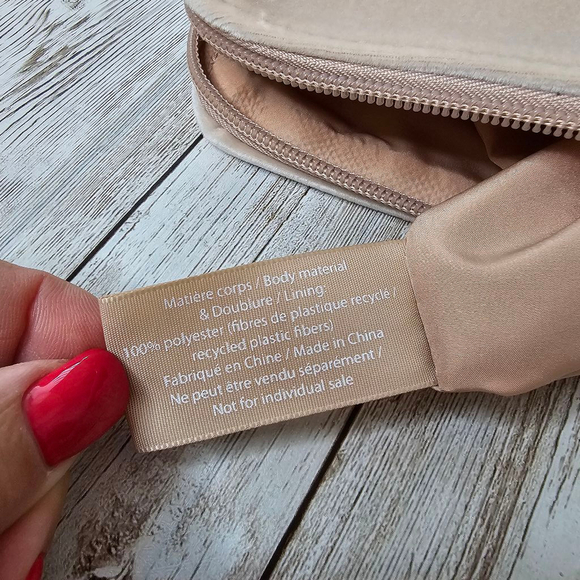 Matière corps / Body material
& Doublure / Lining:
100% polyester (fibres de plastique recyclé /
recycled plastic fibers)
Fabriqué en Chine / Made in China
Ne peut être vendu séparément /
Not for individual sale